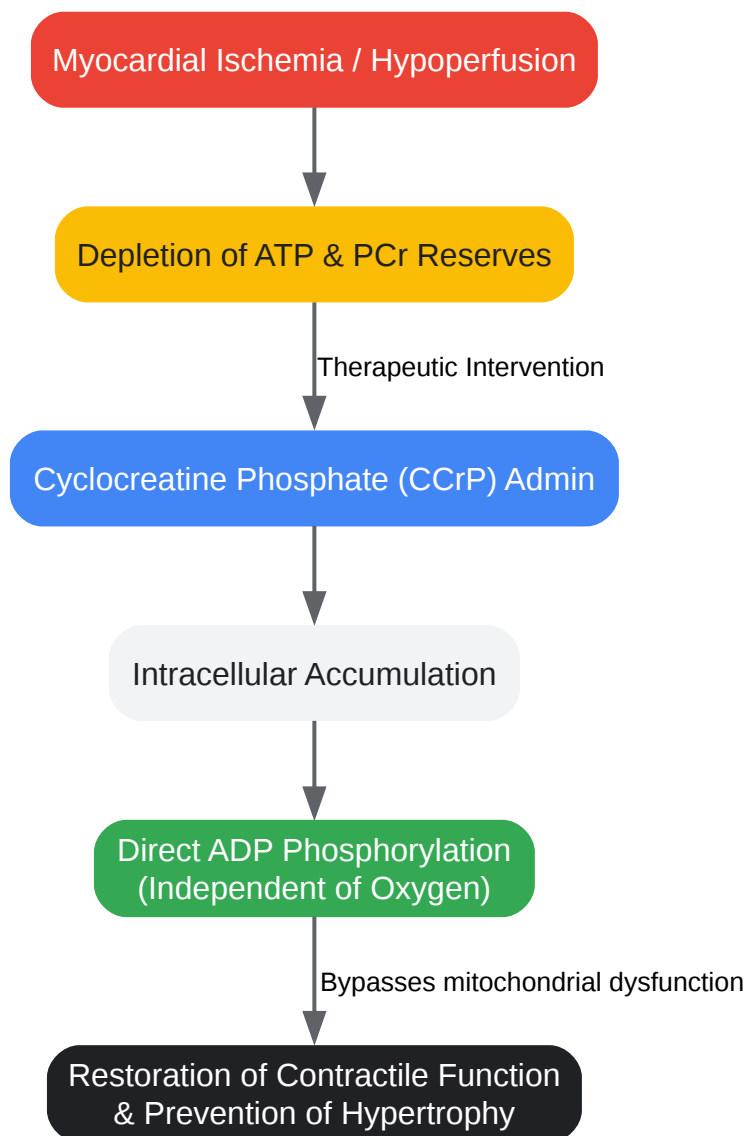 Myocardial Ischemia / Hypoperfusion
Depletion of ATP & PCr Reserves
Therapeutic Intervention
Cyclocreatine Phosphate (CCrP) Admin
Intracellular Accumulation
Direct ADP Phosphorylation
(Independent of Oxygen)
Bypasses mitochondrial dysfunction
Restoration of Contractile Function
& Prevention of Hypertrophy